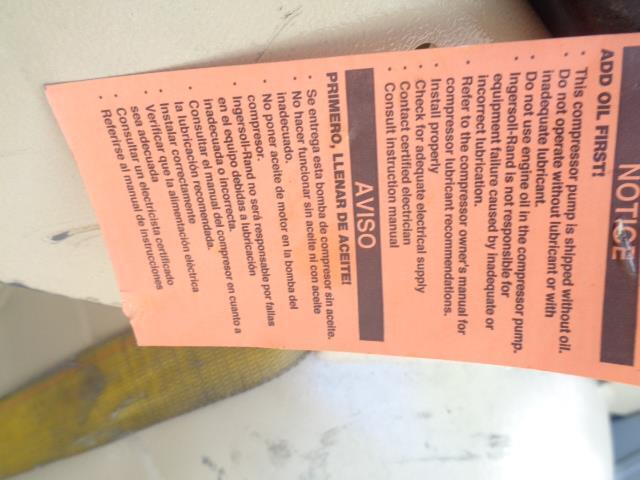 NOTICE
ADD OIL FIRST!
• This compressor pump is shipped without oil.
• Do not operate without lubricant or with
inadequate lubricant.
• Do not use engine oil in the compressor pump.
• Ingersoll-Rand is not responsible for
equipment failure caused by inadequate or
incorrect lubrication.
• Refer to the compressor owner's manual for
compressor lubricant recommendations.
• Install properly
• Check for adequate electrical supply
• Contact certified electrician
• Consult instruction manual
AVISO
PRIMERO, LLENAR DE ACEITE!
• Se entrega esta bomba de compresor sin aceite.
• No hacer funcionar sin aceite ni con aceite
inadecuado.
• No poner aceite de motor en la bomba del
compresor.
• Ingersoll-Rand no será responsable por fallas
en el equipo debidas a lubricación
inadecuada o incorrecta.
• Consultar el manual del compresor en cuanto a
la lubricación recomendada.
• Instalar correctamente
• Verificar que la alimentación eléctrica
sea adecuada
• Consultar un electricista certificado
• Referirse al manual de instrucciones